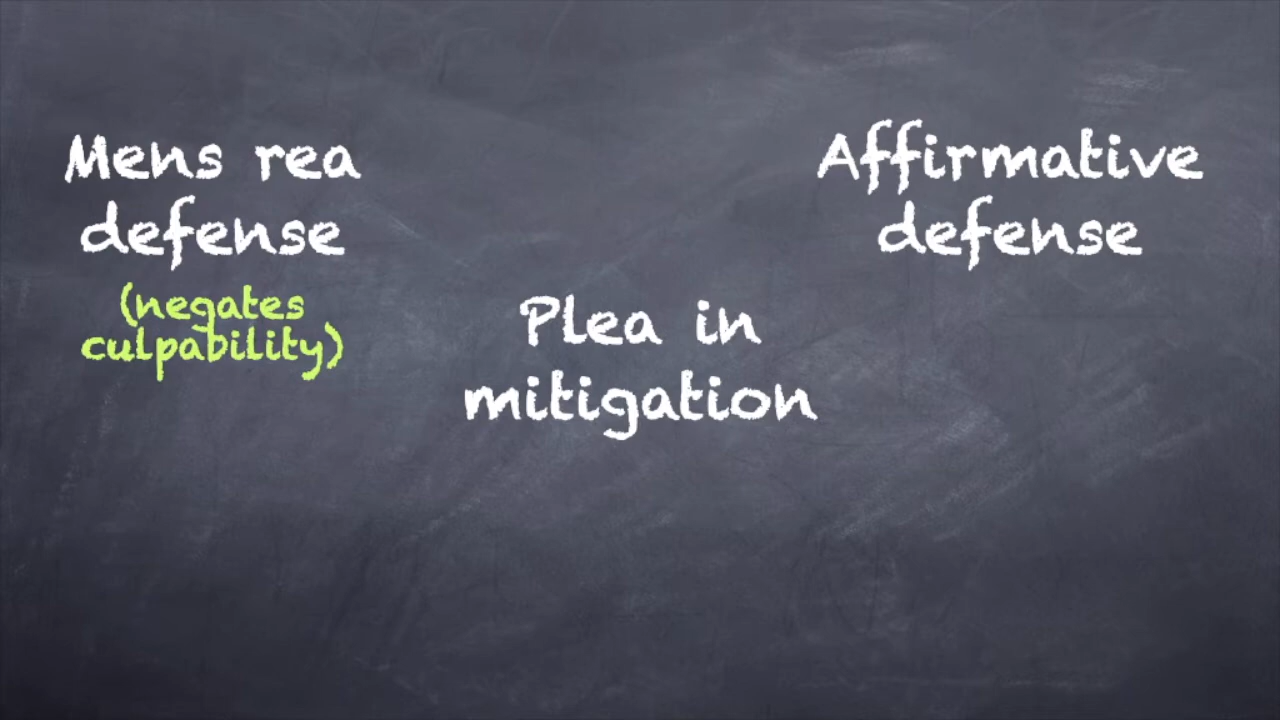 Mens rea
defense
(negates
culpability)
Plea in
mitigation
Affirmative
defense